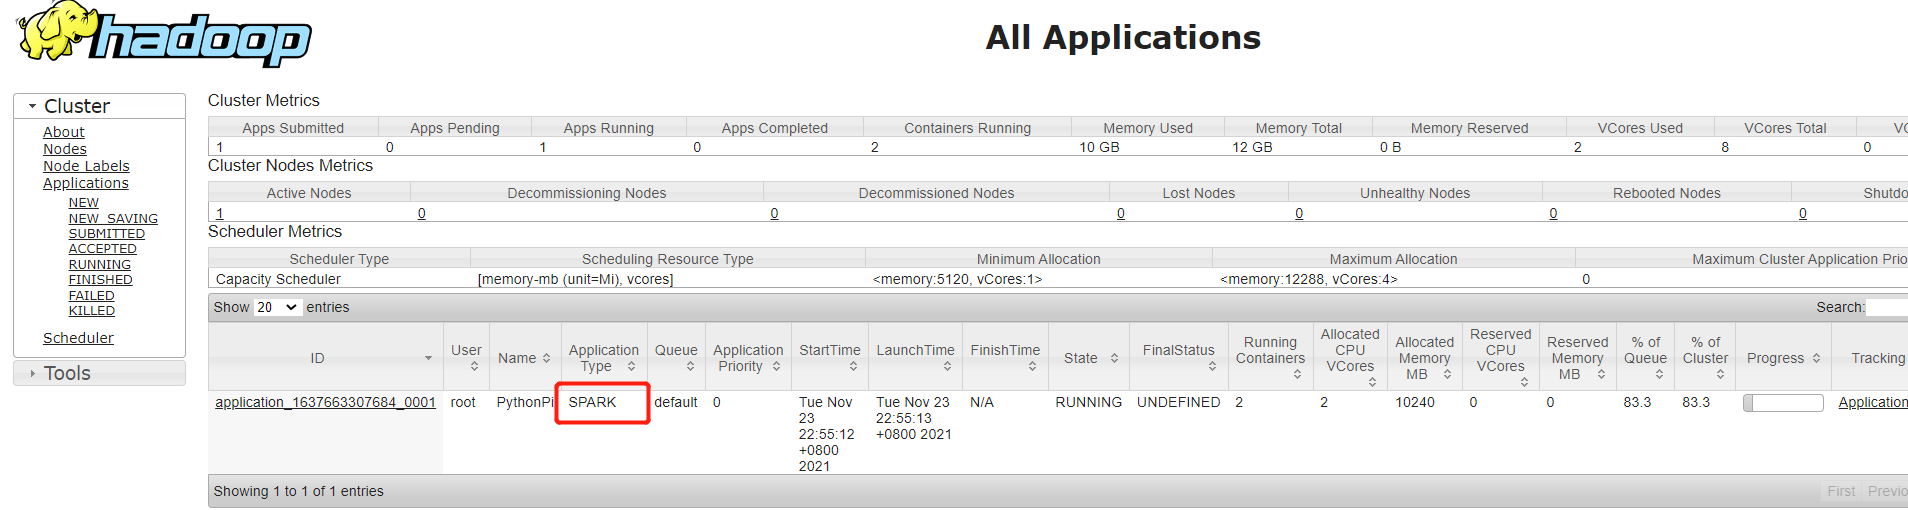 hadoop
All Applications
Cluster
About
Nodes
Node Labels
Applications
NEW
NEW_SAVING
SUBMITTED
ACCEPTED
RUNNING
FINISHED
FAILED
KILLED
Scheduler
Tools
Cluster Metrics
Apps Submitted Apps Pending Apps Running Apps Completed Containers Running Memory Used Memory Total Memory Reserved VCores Used VCores Total VC
1 0 1 0 2 10 GB 12 GB 0 B 2 8 0
Cluster Nodes Metrics
Active Nodes Decommissioning Nodes Decommissioned Nodes Lost Nodes Unhealthy Nodes Rebooted Nodes Shutdo
1 0 0 0 0 0 0
Scheduler Metrics
Scheduler Type Scheduling Resource Type Minimum Allocation Maximum Allocation Maximum Cluster Application Prio
Capacity Scheduler [memory-mb (unit=Mi), vcores] <memory:5120, vCores:1> <memory:12288, vCores:4> 0
Show 20 entries Search:
ID User Name Application Type Queue Application Priority StartTime LaunchTime FinishTime State FinalStatus Running Containers Allocated CPU VCores Allocated Memory MB Reserved CPU VCores Reserved Memory MB % of Queue % of Cluster Progress Tracking
application_1637663307684_0001 root PythonPi SPARK default 0 Tue Nov 23 22:55:12 +0800 2021 Tue Nov 23 22:55:13 +0800 2021 N/A RUNNING UNDEFINED 2 2 10240 0 0 83.3 83.3 Application
Showing 1 to 1 of 1 entries First Previo